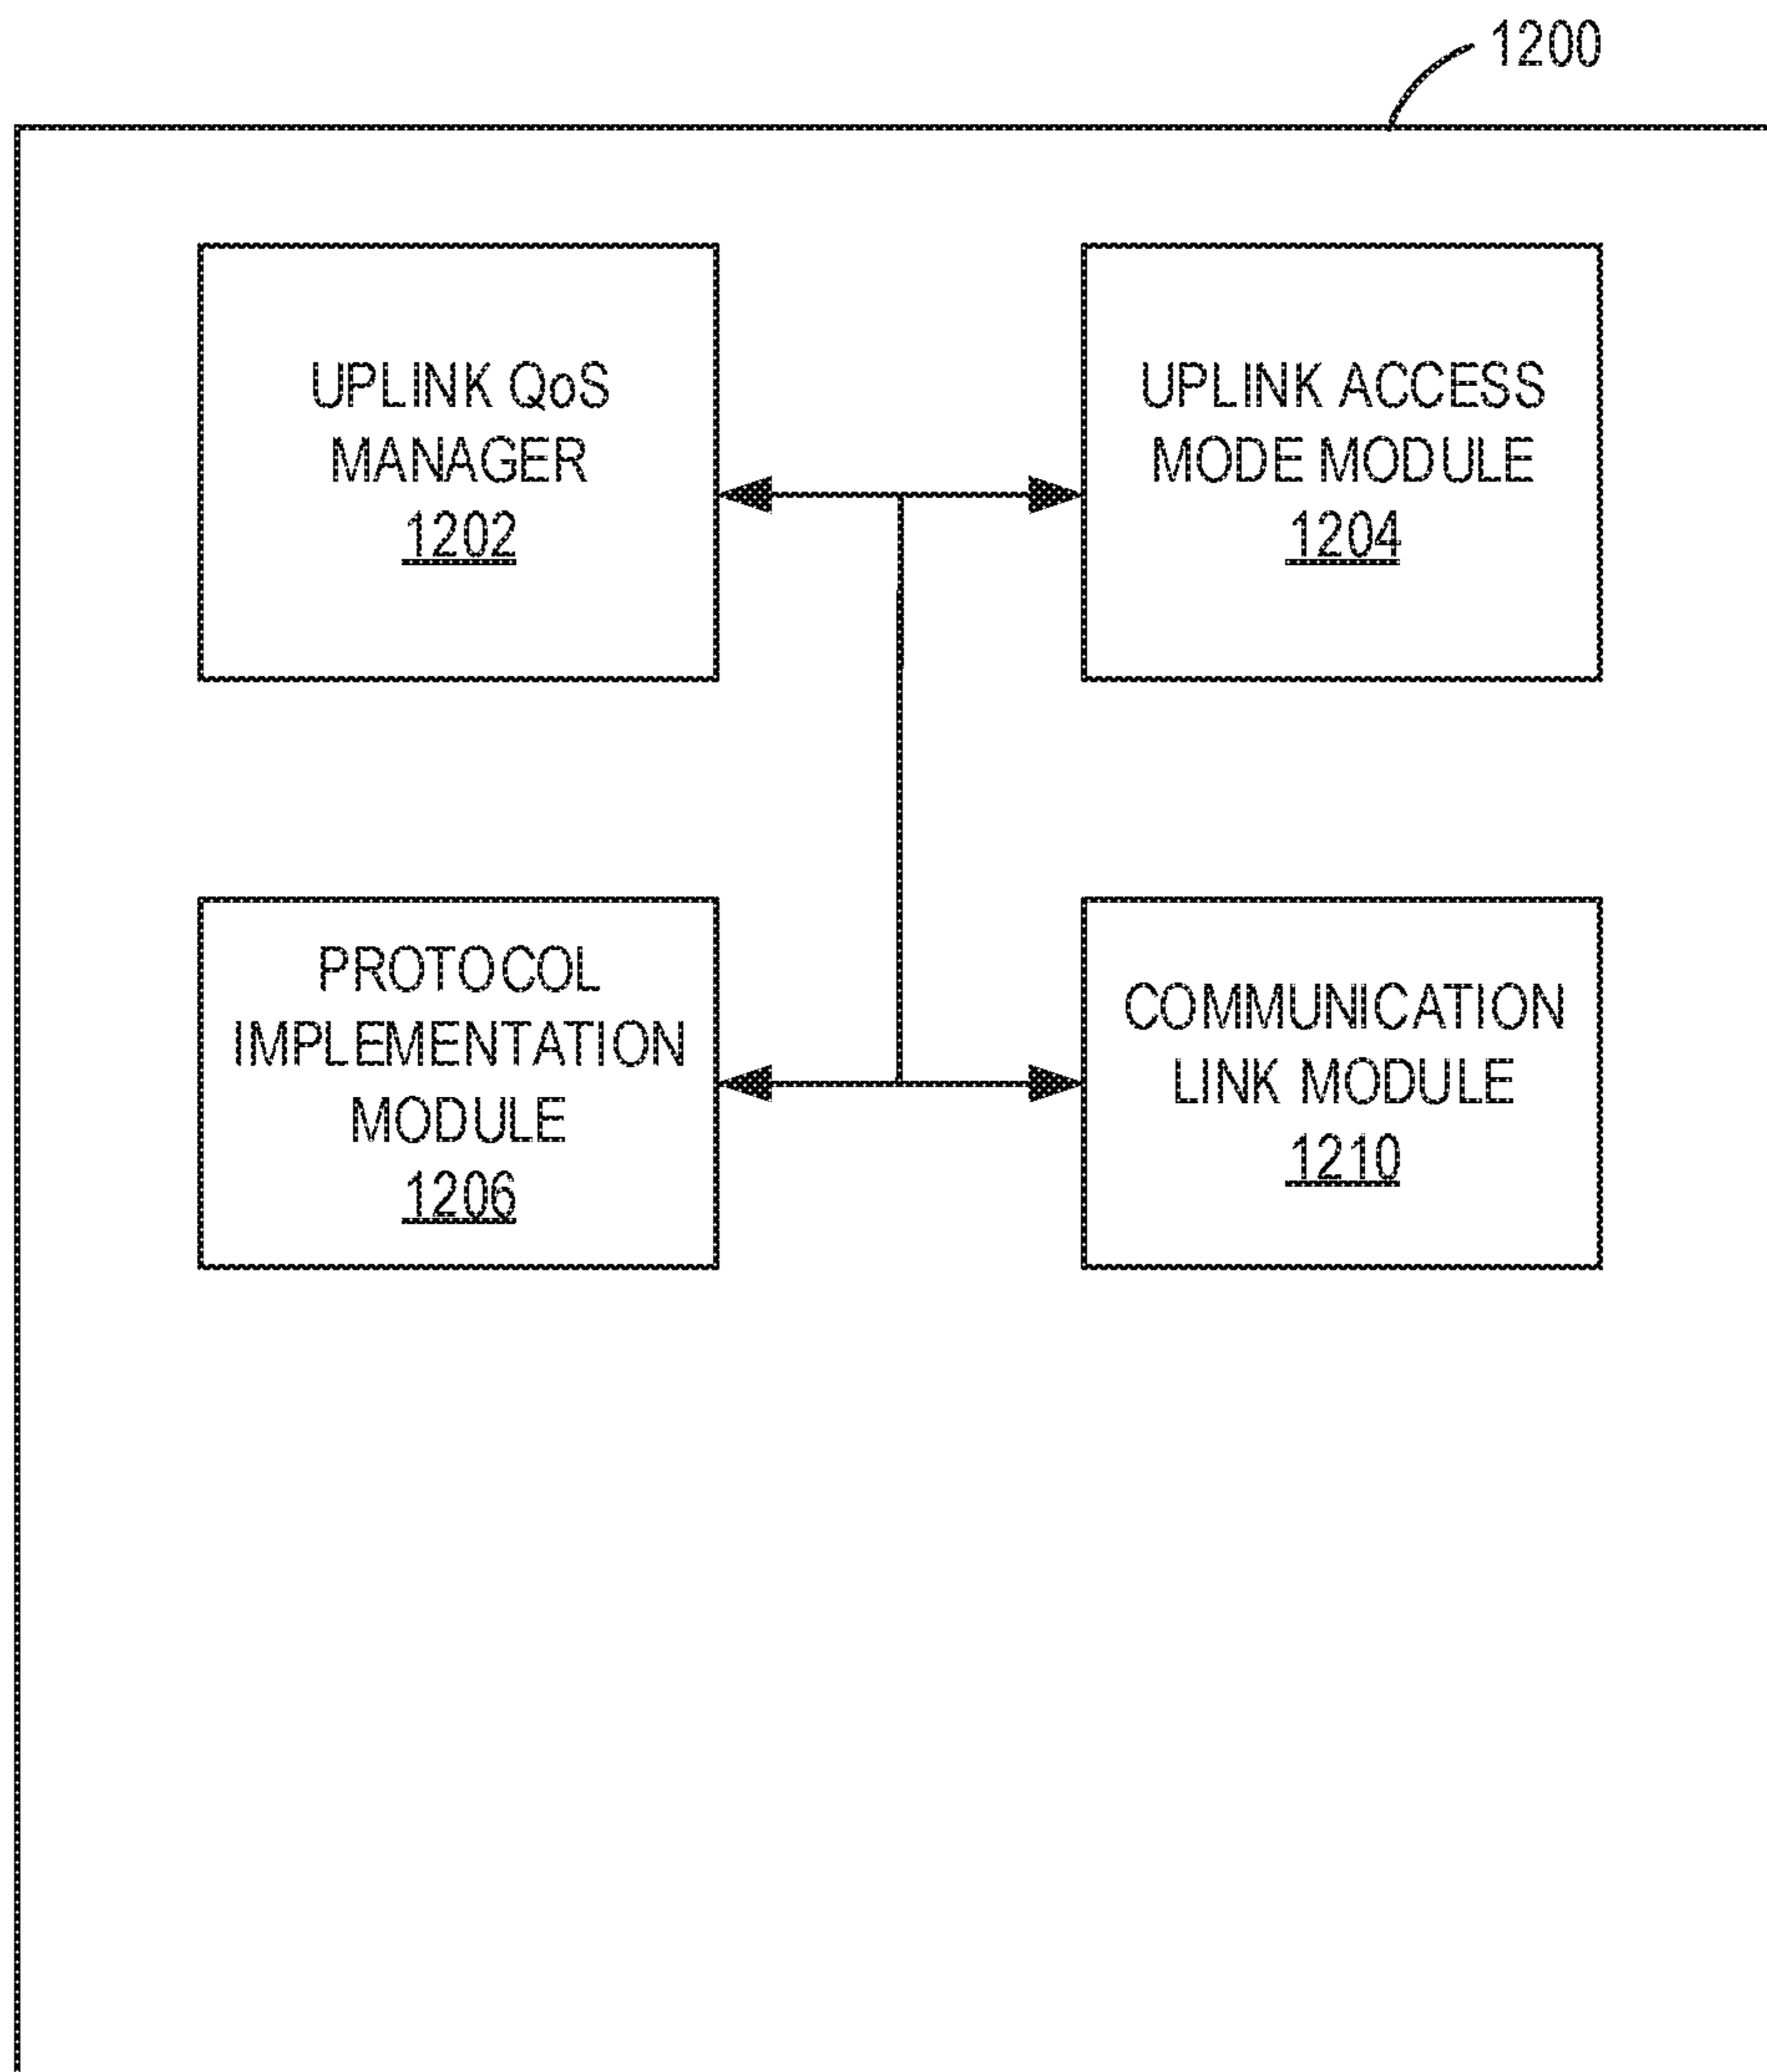 1200
UPLINK QoS
MANAGER
1202
UPLINK ACCESS
MODE MODULE
1204
PROTOCOL
IMPLEMENTATION
MODULE
1206
COMMUNICATION
LINK MODULE
1210